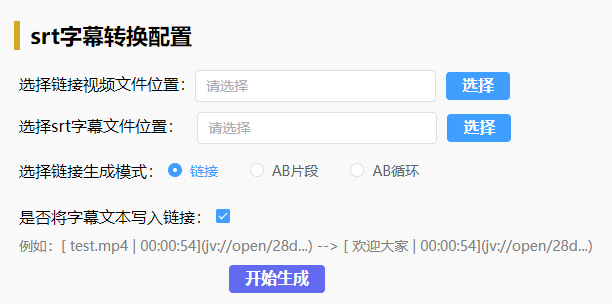 srt字幕转换配置
选择链接视频文件位置： 请选择 选择
选择srt字幕文件位置： 请选择 选择
选择链接生成模式： 链接 AB片段 AB循环
是否将字幕文本写入链接：
例如：[ test.mp4 | 00:00:54](jv://open/28d...) --> [ 欢迎大家 | 00:00:54](jv://open/28d...)
开始生成